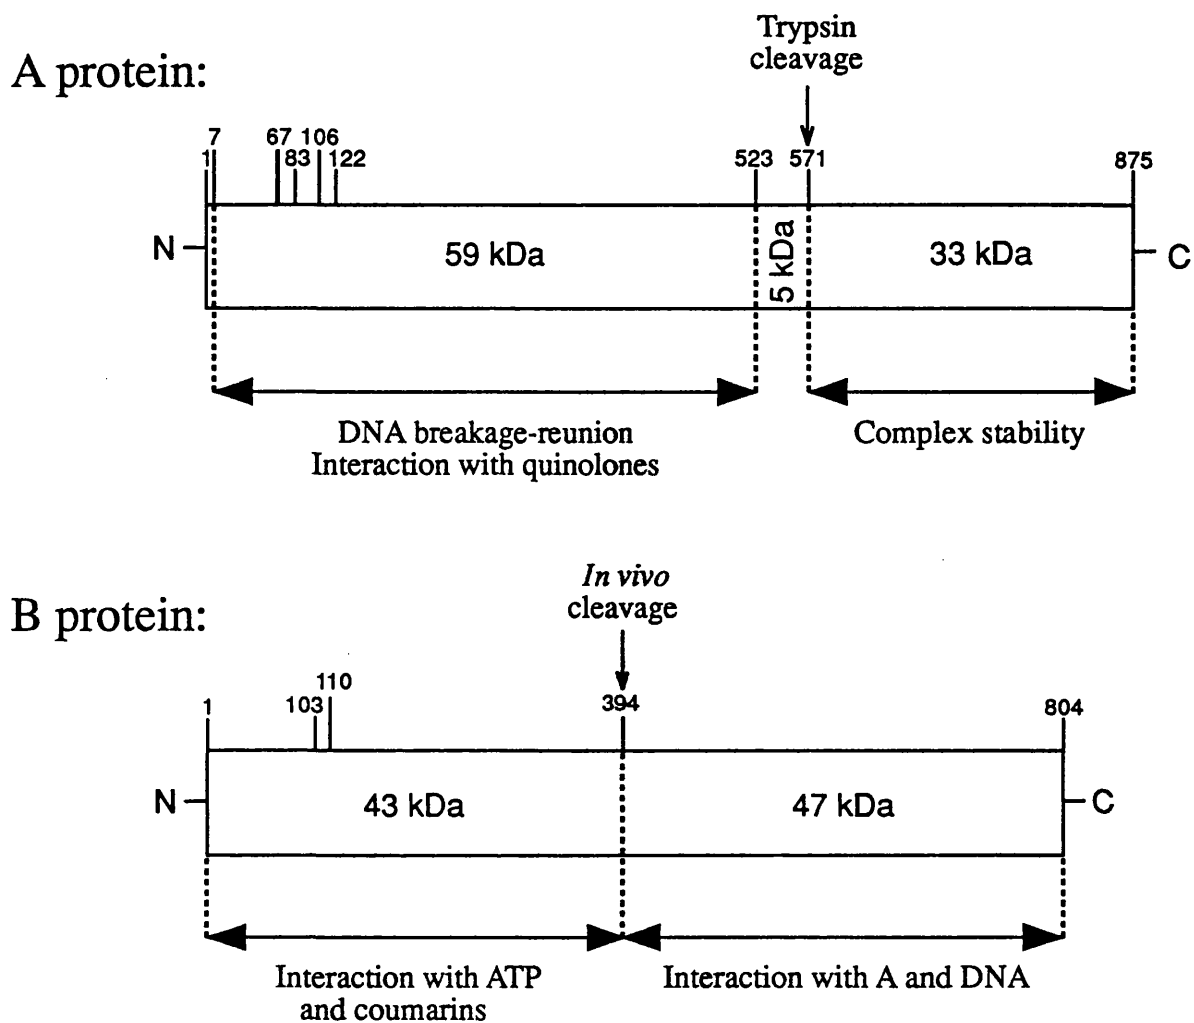 Trypsin
cleavage
A protein:
7 67 106
1 83 122 523 571 875
N 59 kDa 5 kDa 33 kDa C
DNA breakage-reunion
Interaction with quinolones
Complex stability
In vivo
cleavage
B protein:
110
1 103 394 804
N 43 kDa 47 kDa C
Interaction with ATP
and coumarins
Interaction with A and DNA